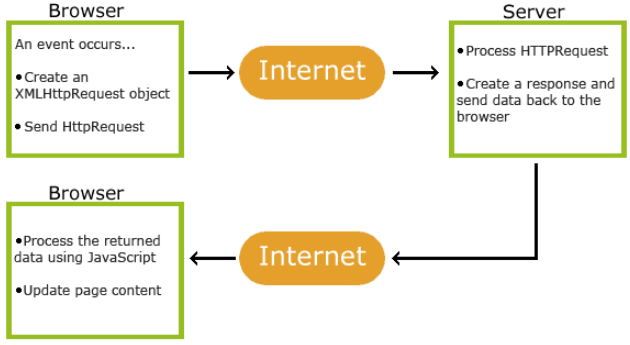 Browser
An event occurs...
•Create an
XMLHttpRequest object
•Send HttpRequest
Internet
Server
•Process HTTPRequest
•Create a response and
send data back to the
browser
Browser
•Process the returned
data using JavaScript
•Update page content
Internet